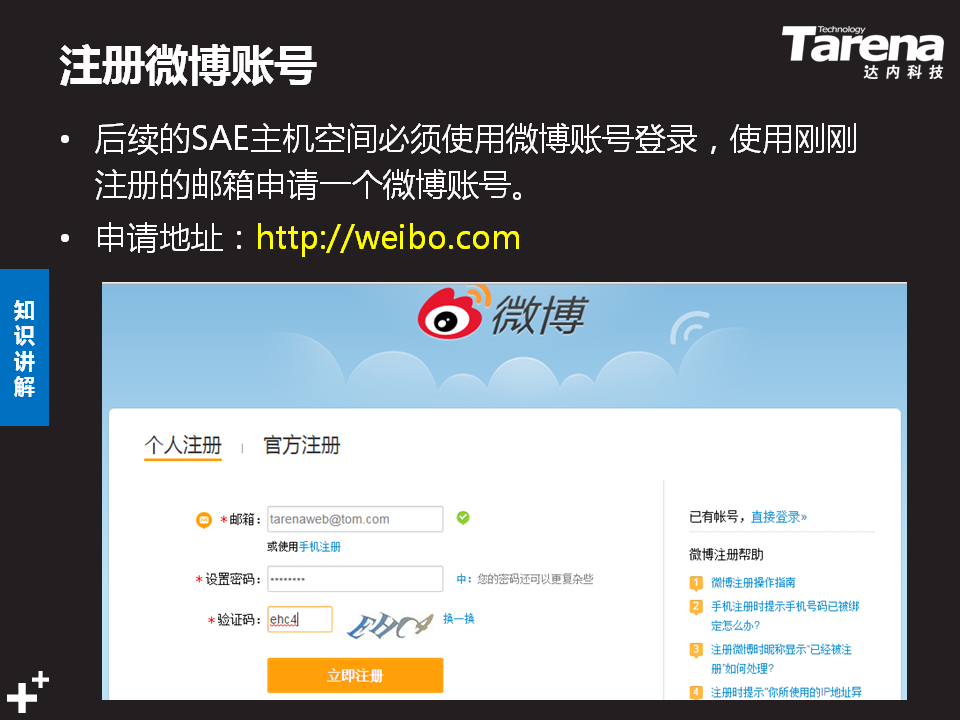 注册微博账号
Technology
Tarena
达内科技
• 后续的SAE主机空间必须使用微博账号登录，使用刚刚
注册的邮箱申请一个微博账号。
• 申请地址：http://weibo.com
知识讲解
微博
个人注册 | 官方注册
*邮箱： tarenaweb@tom.com
或使用手机注册
*设置密码： •••••••• 中：您的密码还可以更复杂些
*验证码： ehc4 EHC4 换一换
立即注册
已有帐号，直接登录»
微博注册帮助
1 微博注册操作指南
2 手机注册时提示手机号码已被绑
定怎么办?
3 注册微博时昵称显示"已经被注
册"如何处理?
4 注册时提示"你所使用的IP地址异